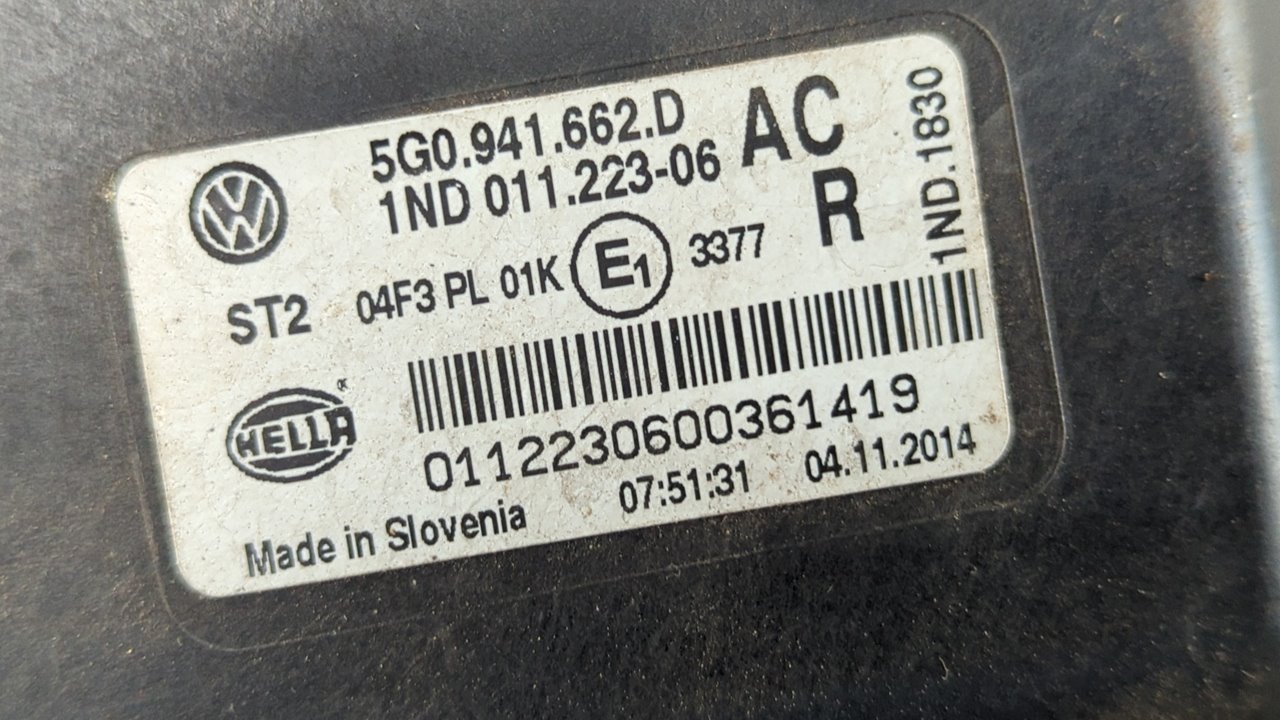 5G0.941.662.D AC
1ND 011.223-06 R
1ND.1830
ST2 04F3 PL 01K E1 3377
HELLA
0112230600361419
07:51:31 04.11.2014
Made in Slovenia